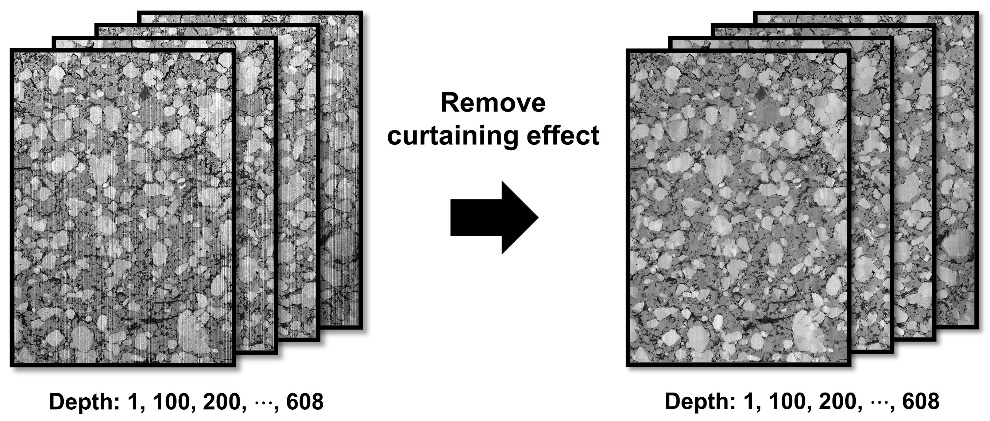 Remove
curtaining effect
Depth: 1, 100, 200, ⋯, 608
Depth: 1, 100, 200, ⋯, 608